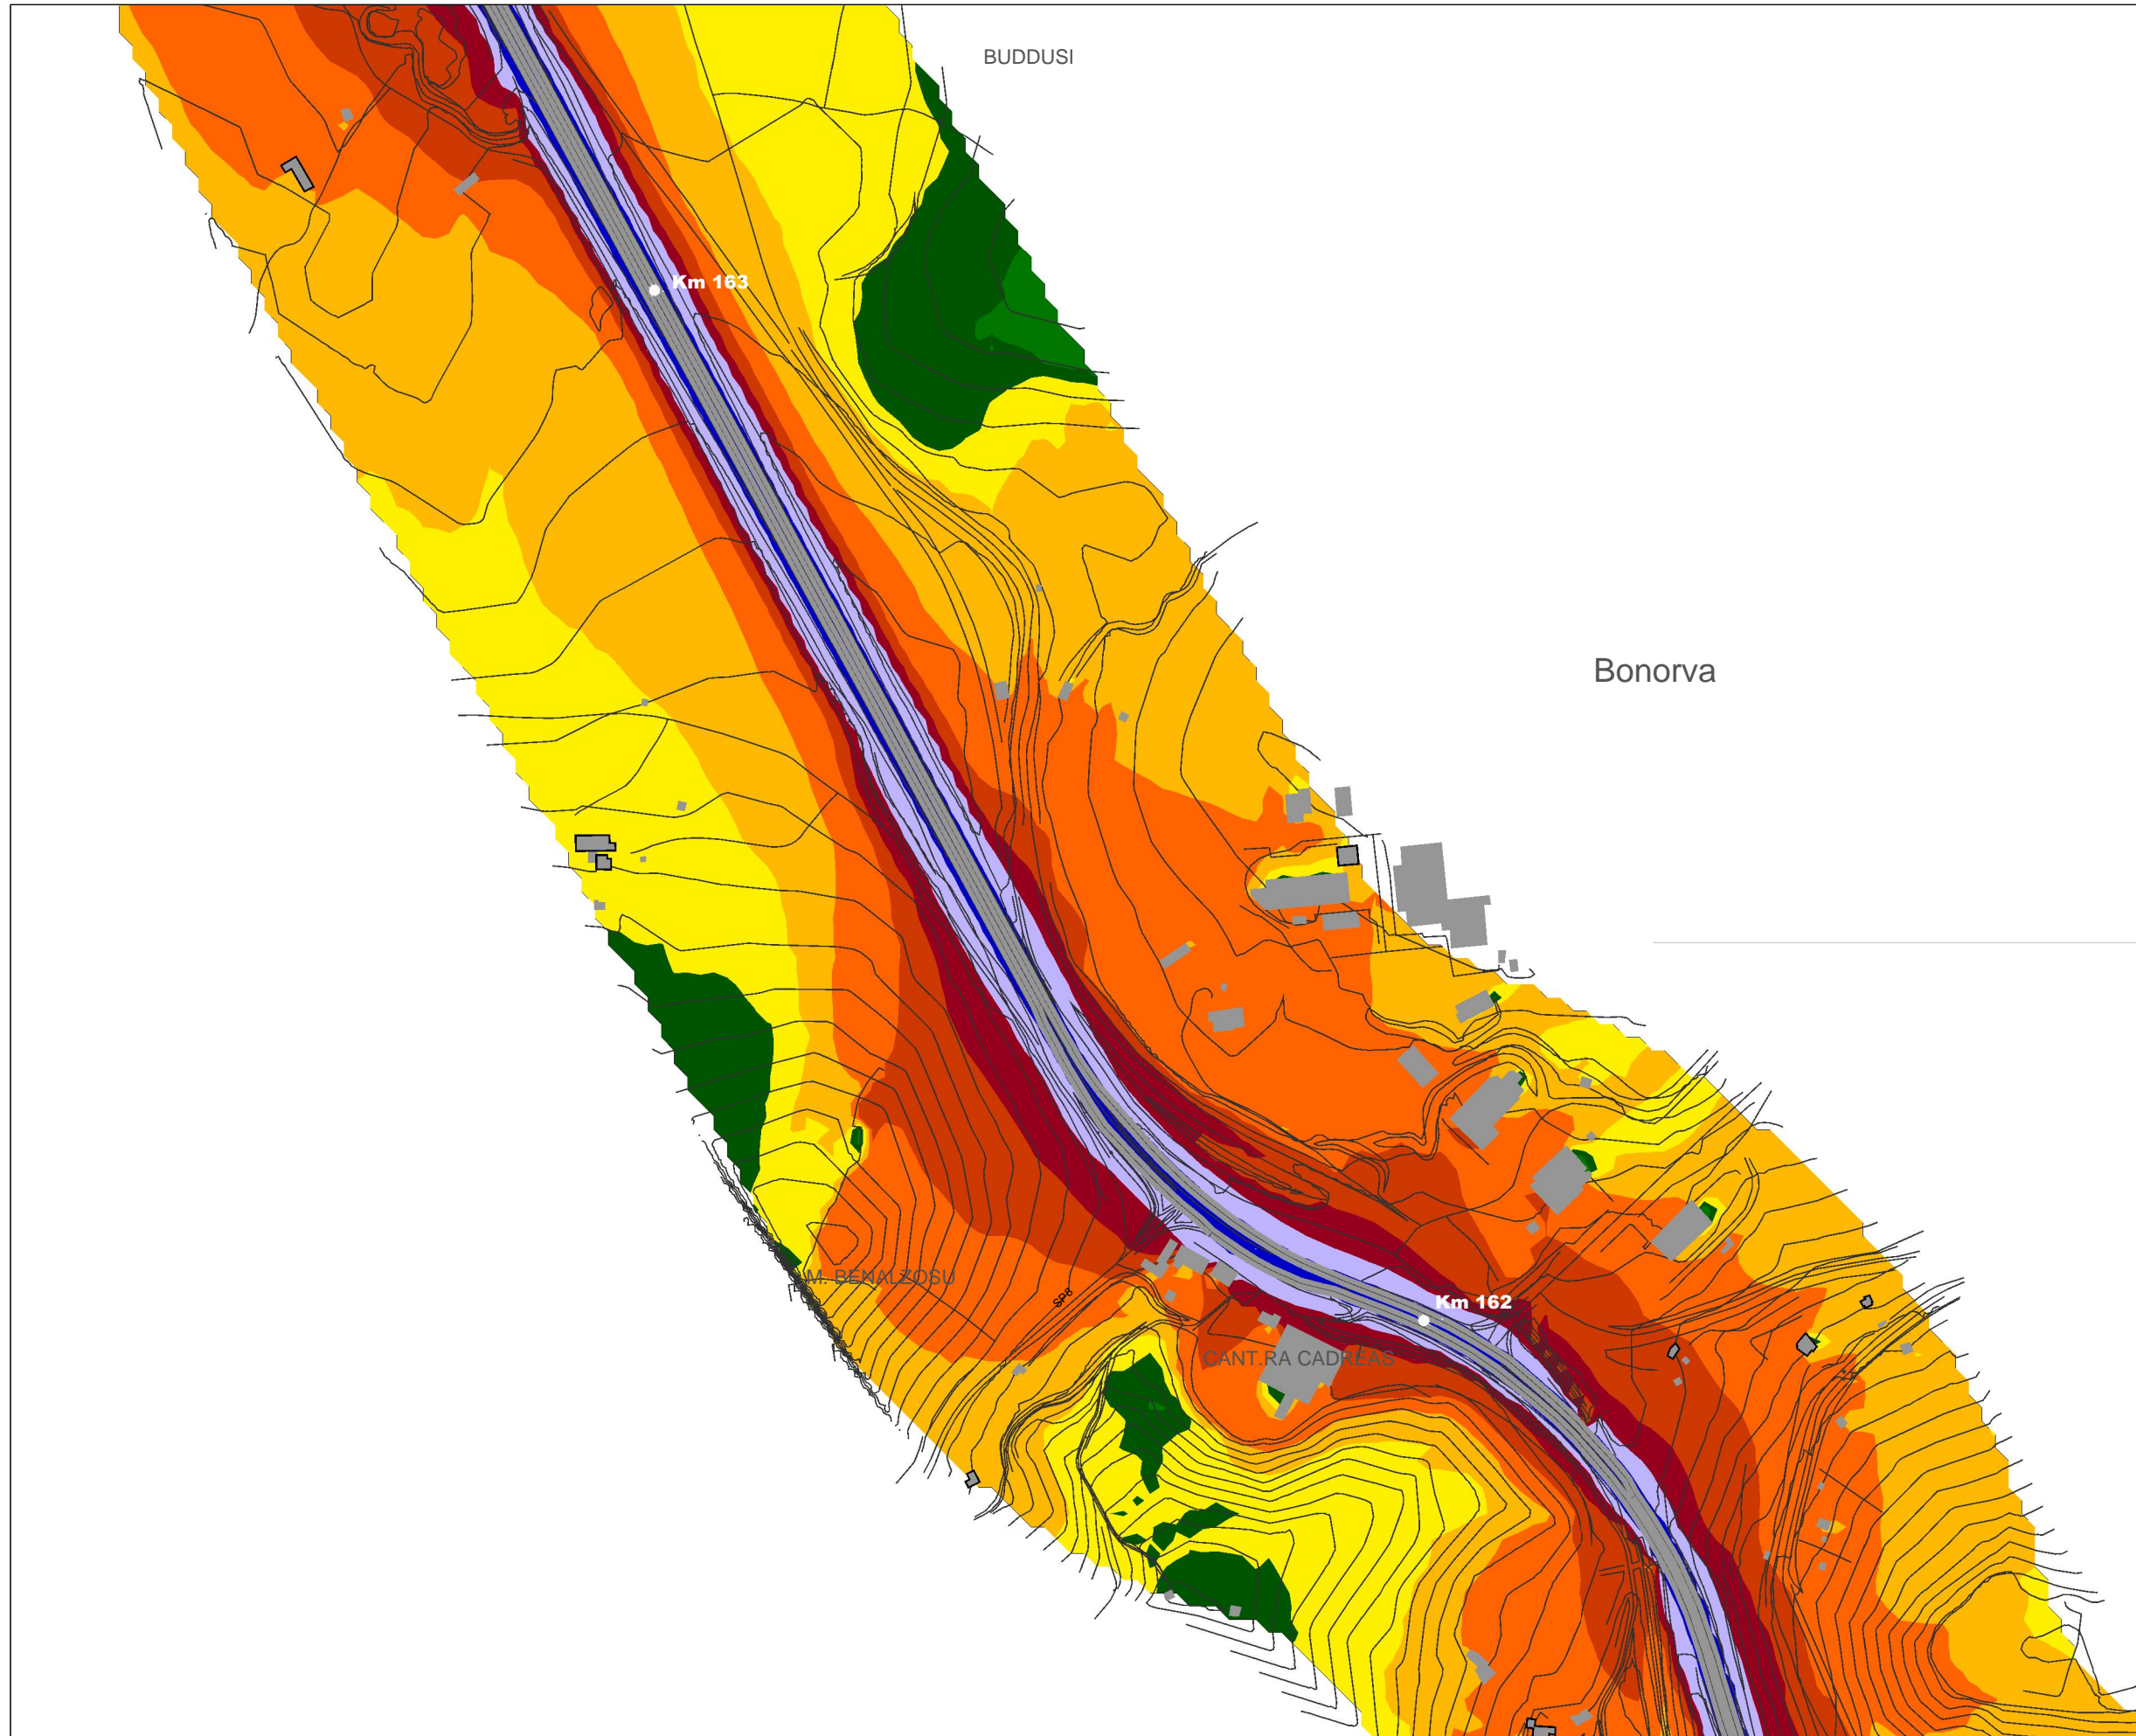 BUDDUSI
Km 163
Bonorva
M. BENALZOSU
SP8
Km 162
CANT.RA CADREAS